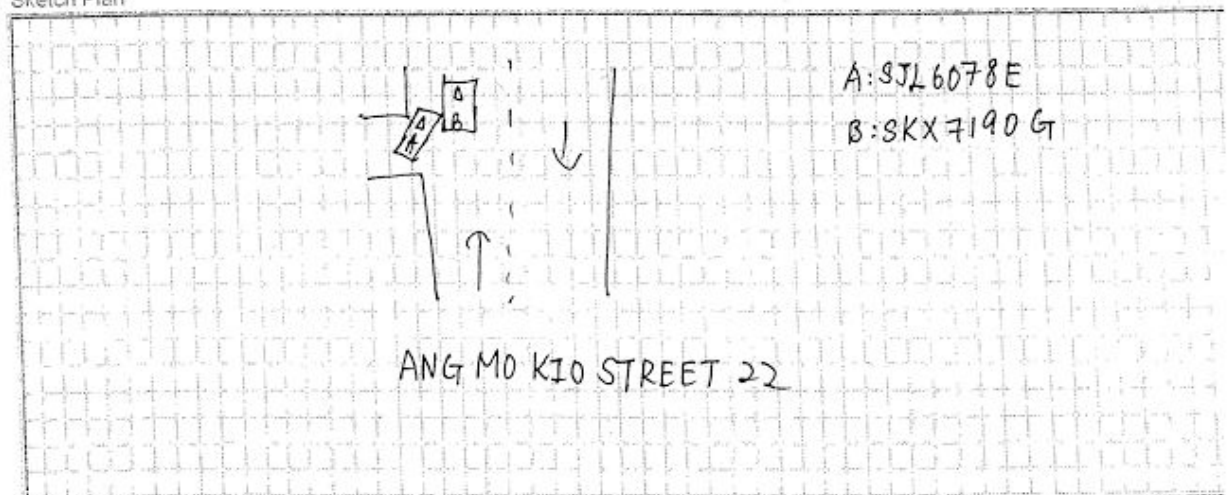 Sketch Plan
A: SJL6078E
B: SKX7190G
B
ANG MO KIO STREET 22